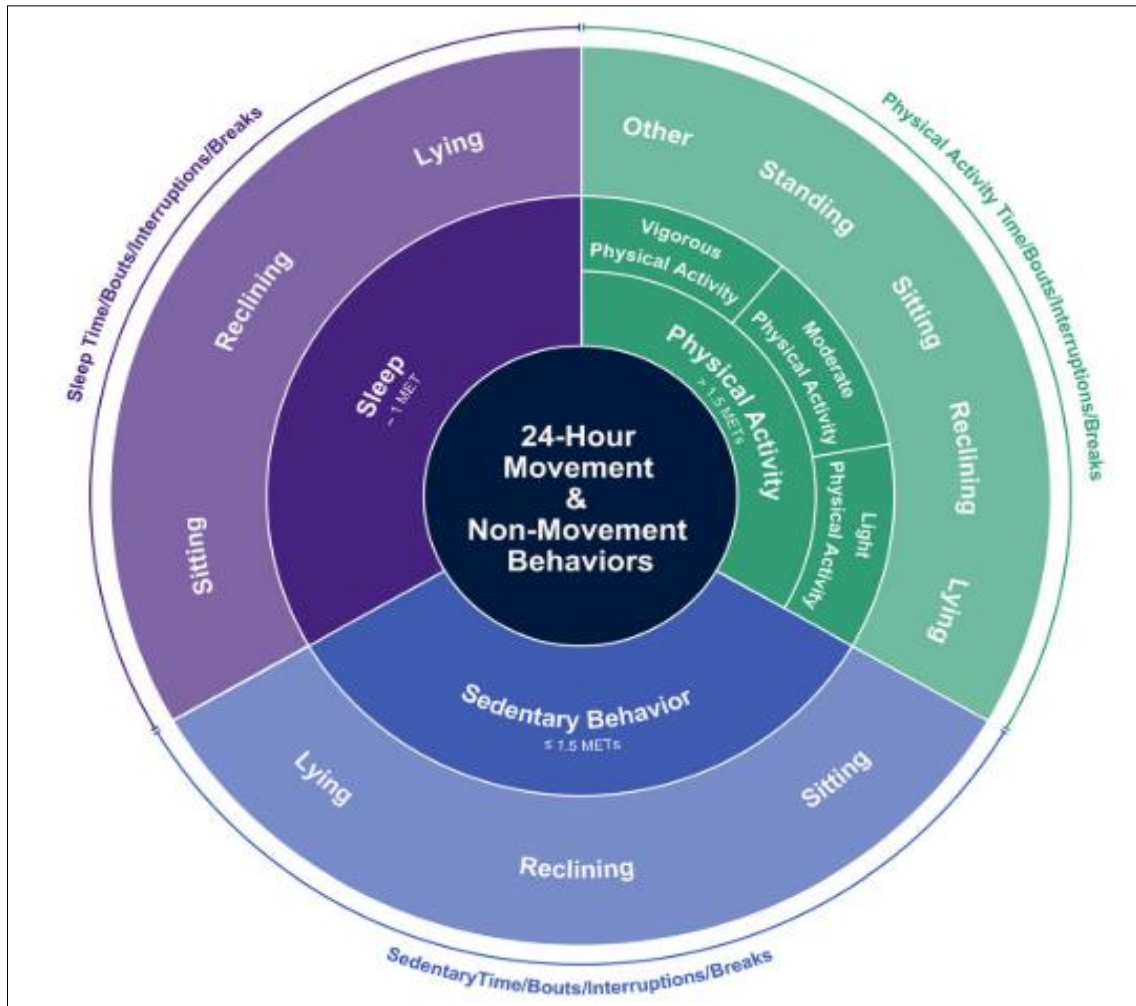 24-Hour
Movement
&
Non-Movement
Behaviors
Physical Activity
> 1.5 METs
Vigorous
Physical Activity
Moderate
Physical Activity
Light
Physical Activity
Other
Standing
Sitting
Reclining
Lying
Physical Activity Time/Bouts/Interruptions/Breaks
Sedentary Behavior
≤ 1.5 METs
Sitting
Reclining
Lying
SedentaryTime/Bouts/Interruptions/Breaks
Sleep
~ 1 MET
Sitting
Reclining
Lying
Sleep Time/Bouts/Interruptions/Breaks